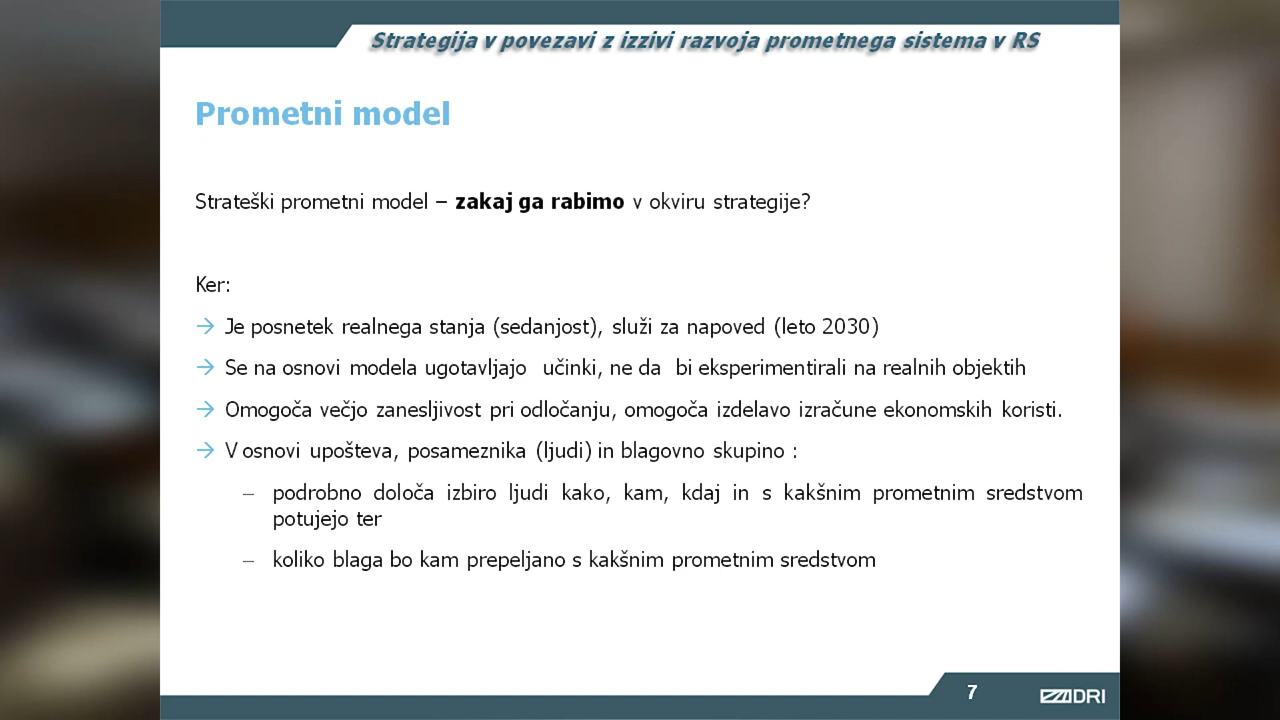 Strategija v povezavi z izzivi razvoja prometnega sistema v RS
Prometni model
Strateški prometni model – zakaj ga rabimo v okviru strategije?
Ker:
→ Je posnetek realnega stanja (sedanjost), služi za napoved (leto 2030)
→ Se na osnovi modela ugotavljajo učinki, ne da bi eksperimentirali na realnih objektih
→ Omogoča večjo zanesljivost pri odločanju, omogoča izdelavo izračune ekonomskih koristi.
→ V osnovi upošteva, posameznika (ljudi) in blagovno skupino :
– podrobno določa izbiro ljudi kako, kam, kdaj in s kakšnim prometnim sredstvom
potujejo ter
– koliko blaga bo kam prepeljano s kakšnim prometnim sredstvom
7
DRI